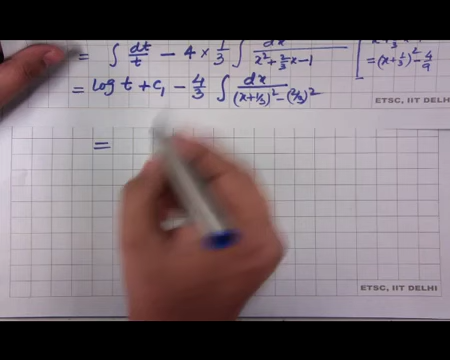 = ∫ dt/t − 4 × 1/3 ∫ dx/(x² + 2/3 x − 1)
= (x + 1/3)² − 4/9
= log t + C₁ − 4/3 ∫ dx/((x + 1/3)² − (2/3)²)
ETSC, IIT DELHI
=
ETSC, IIT DELHI